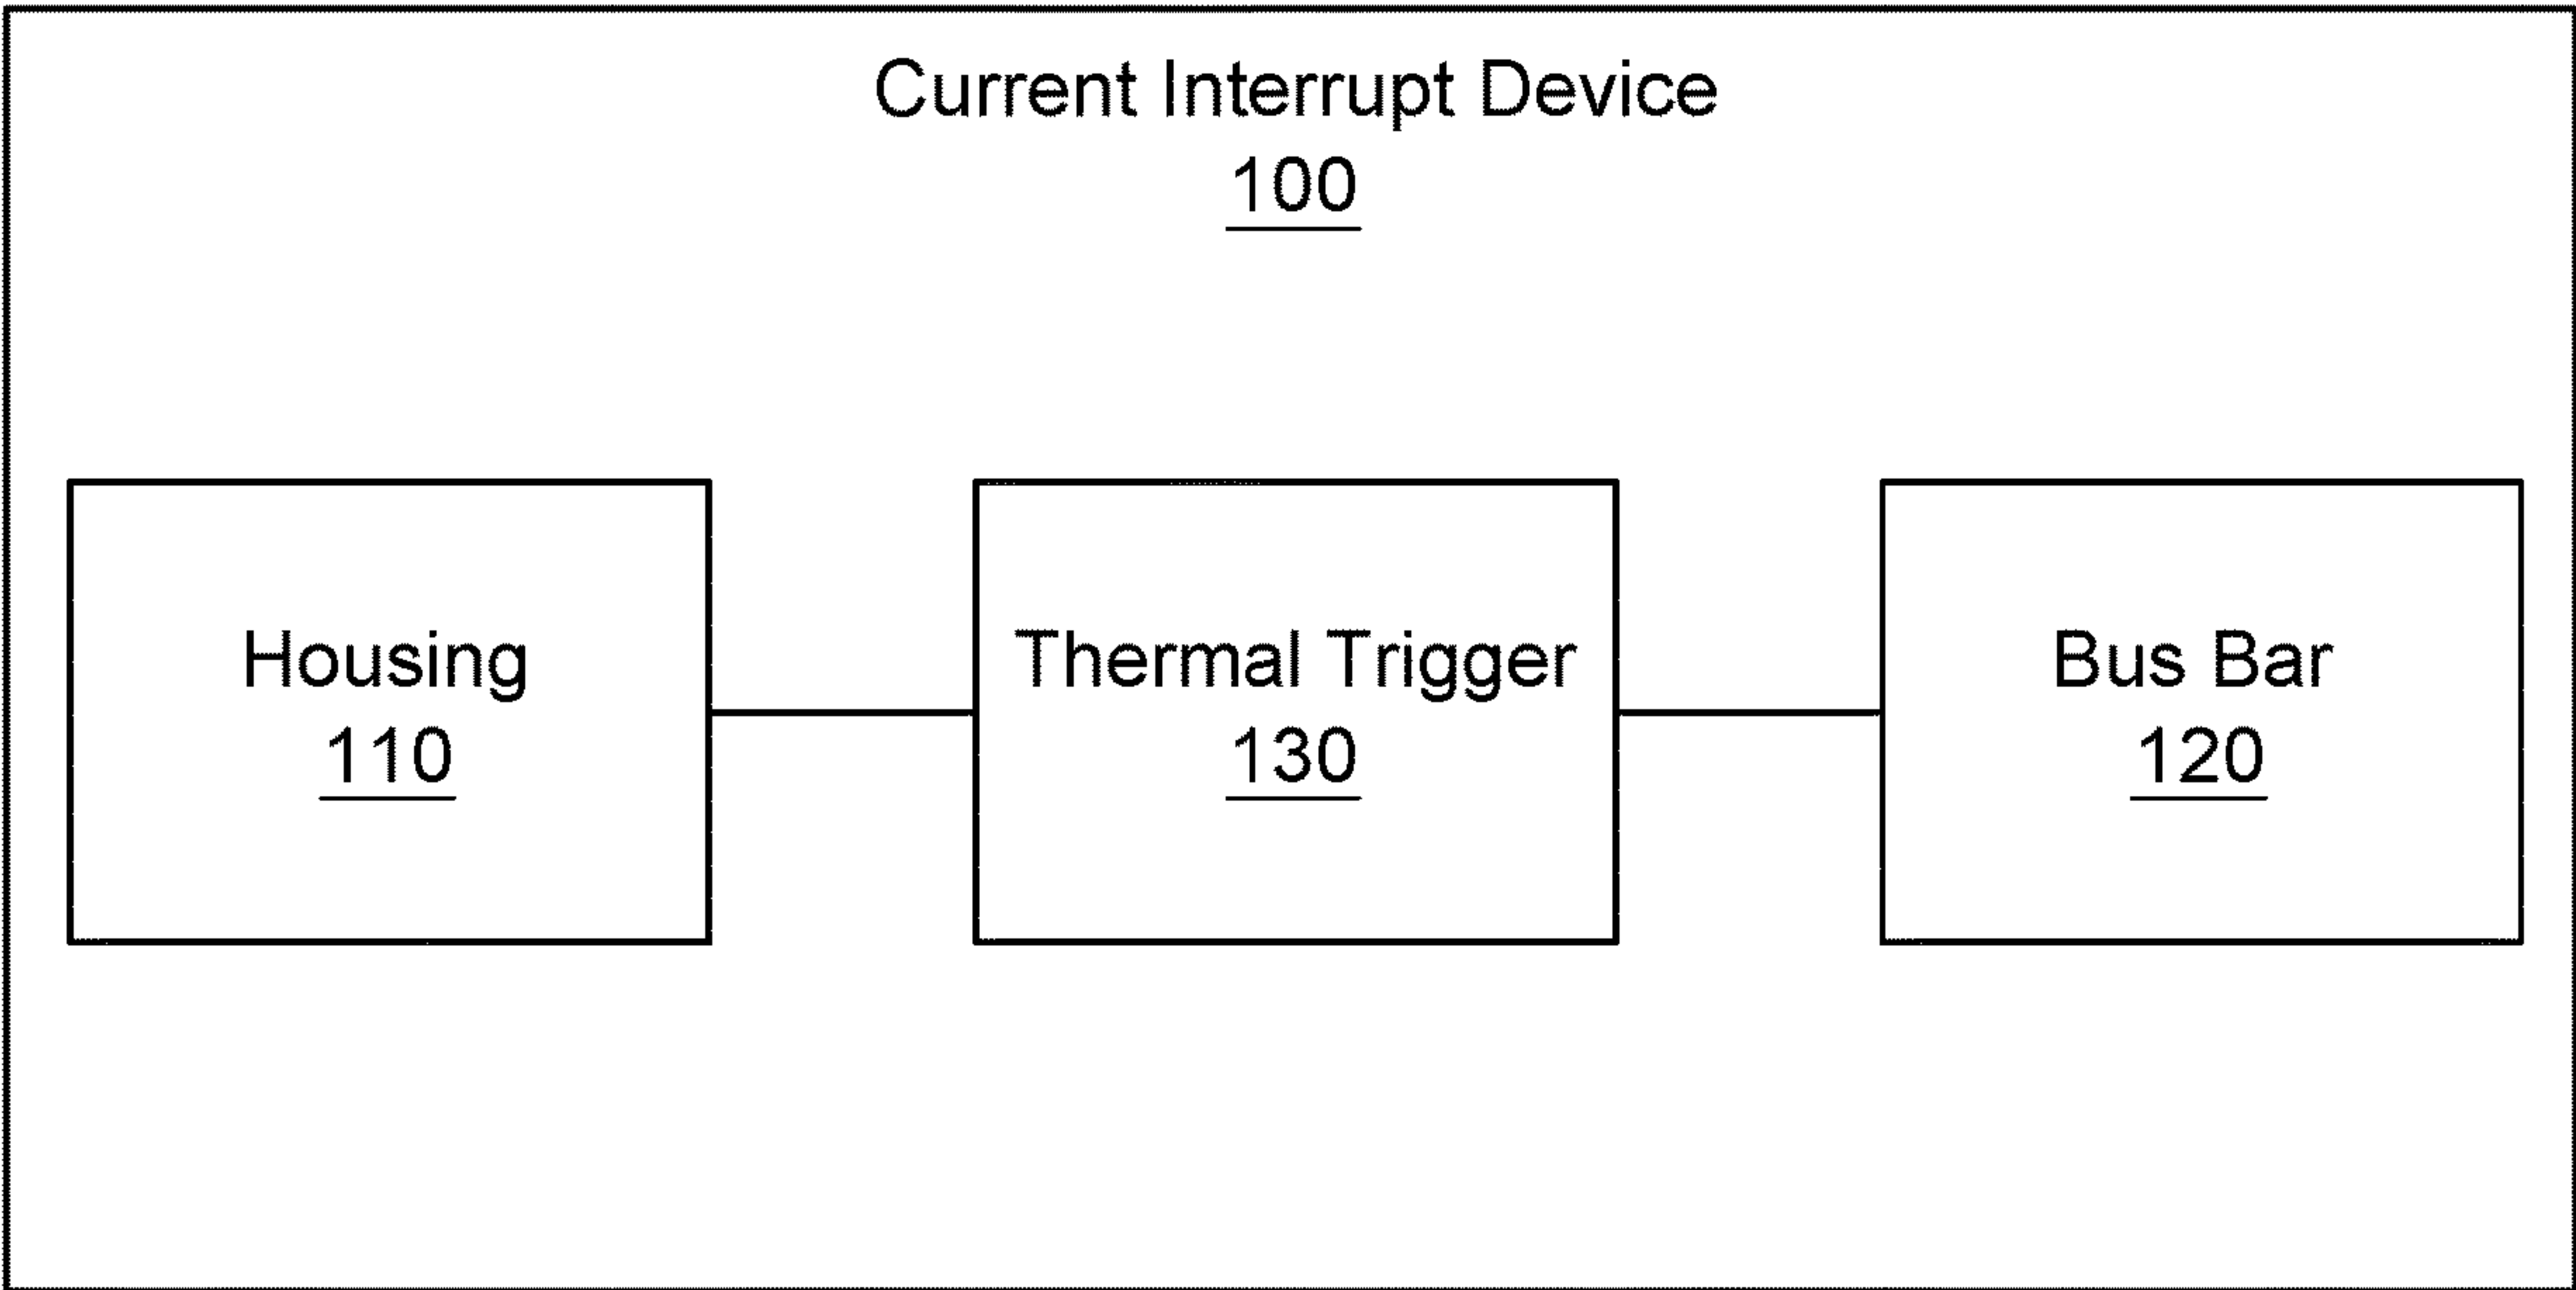 Current Interrupt Device
100
Housing
110
Thermal Trigger
130
Bus Bar
120